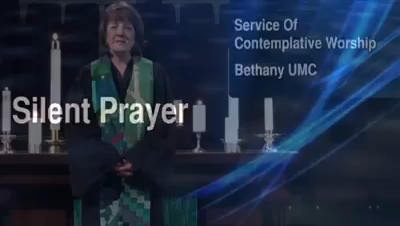 Service Of
Contemplative Worship
Bethany UMC
Silent Prayer